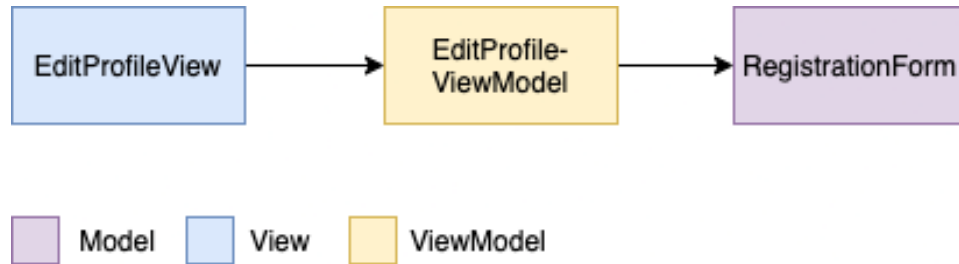 EditProfileView
EditProfile-
ViewModel
RegistrationForm
Model
View
ViewModel